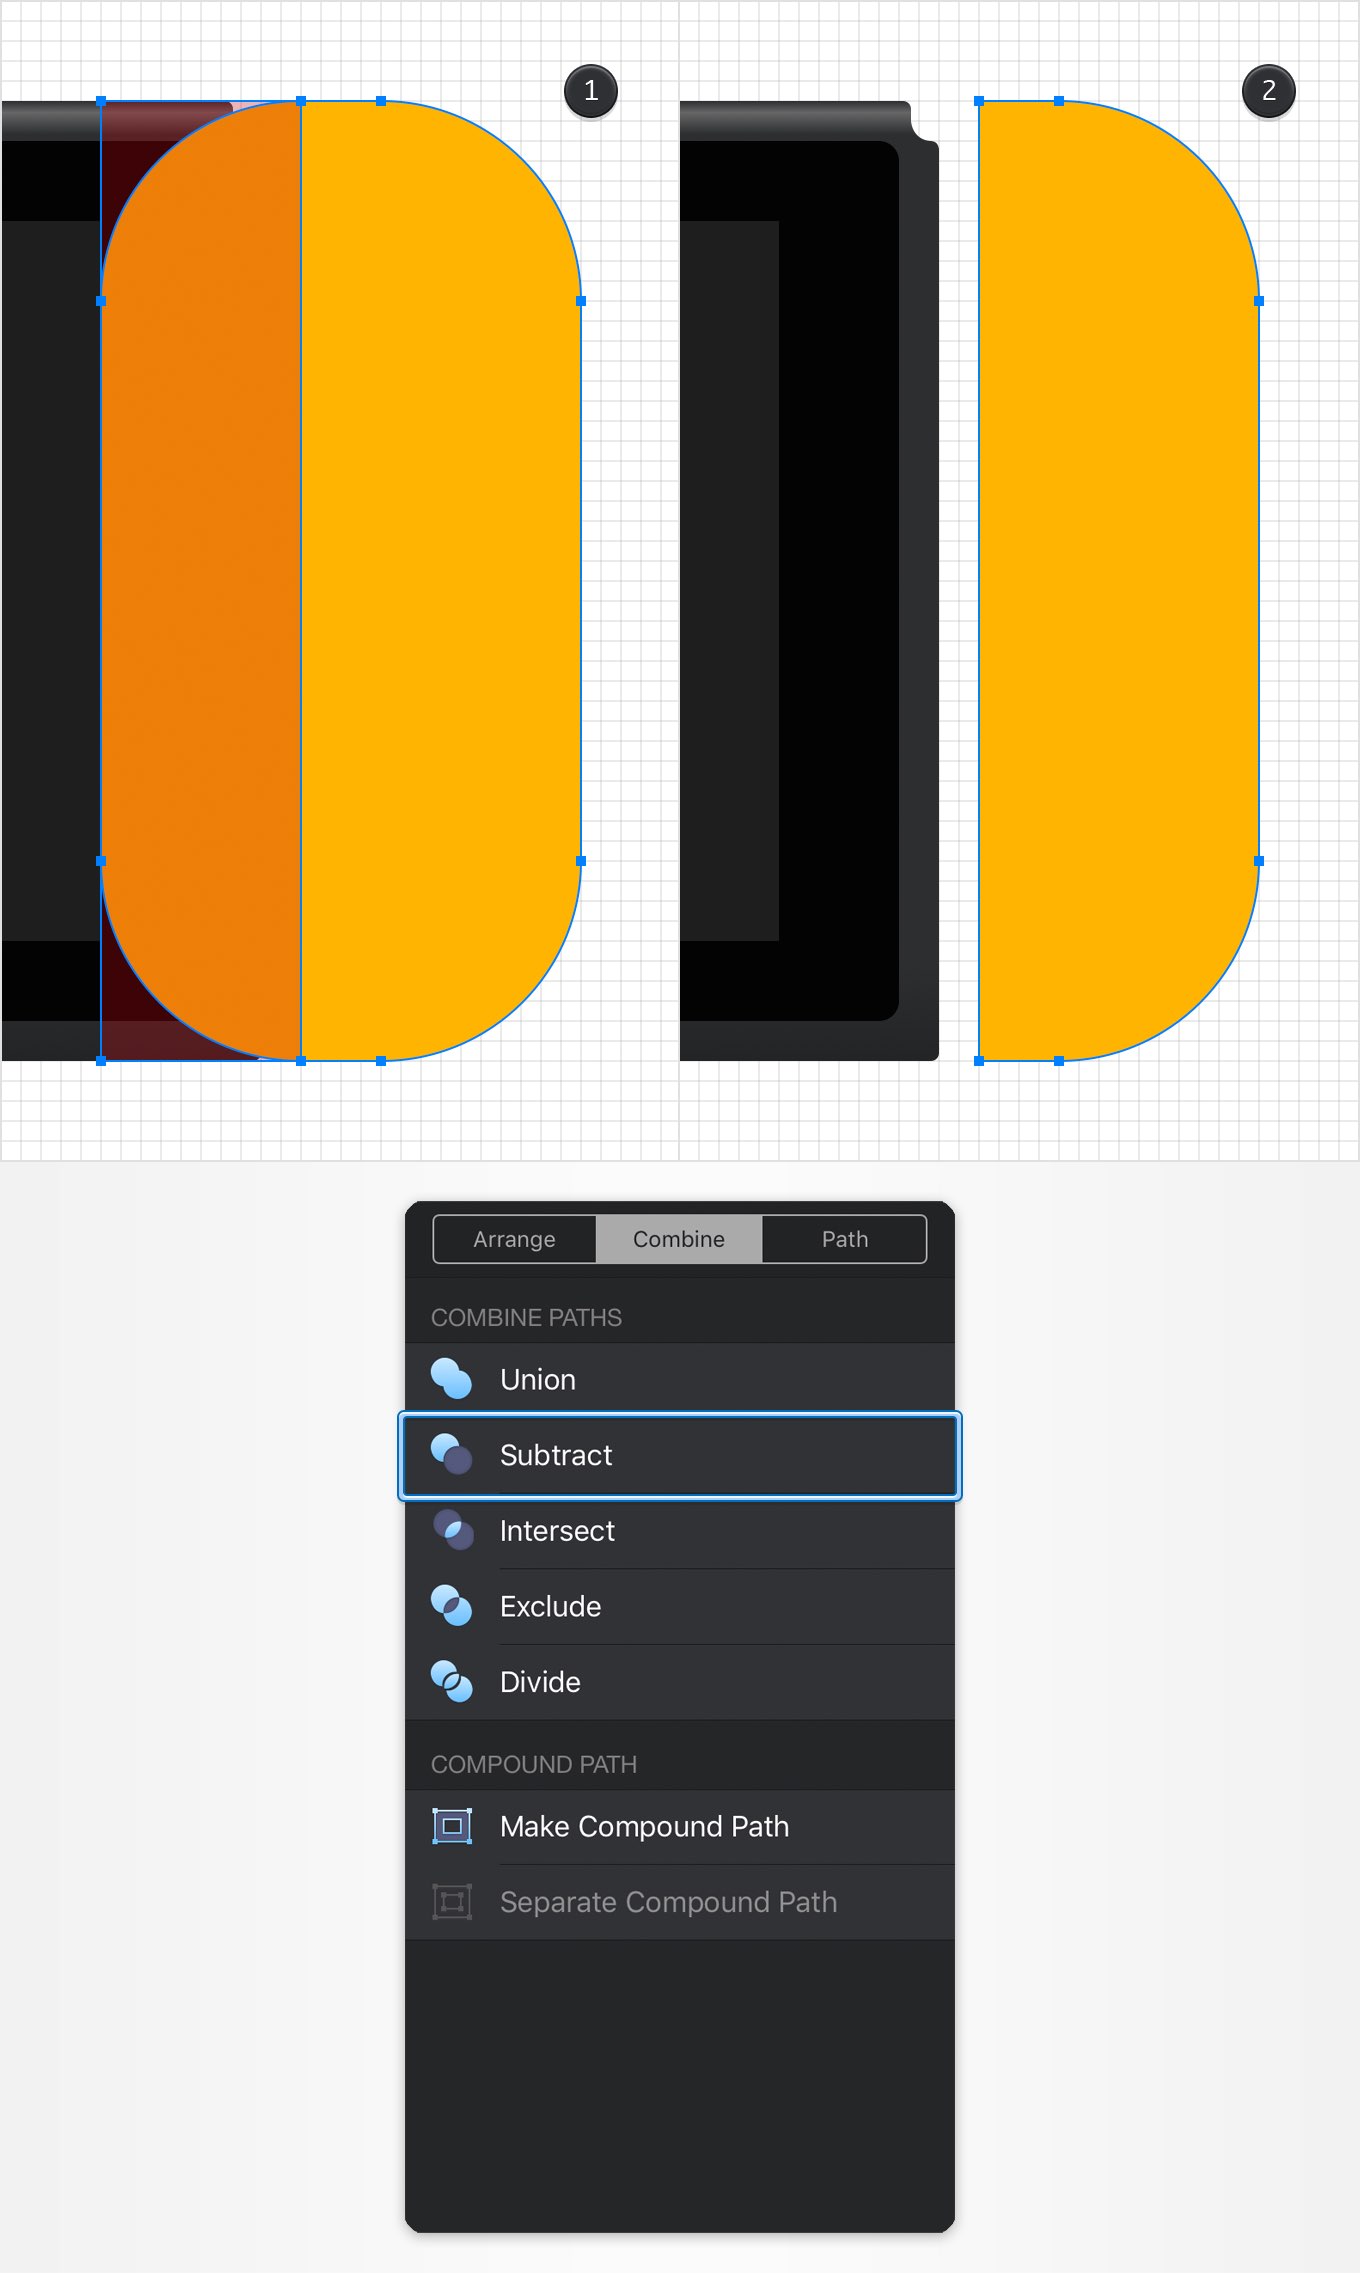 1
2
Arrange Combine Path
COMBINE PATHS
Union
Subtract
Intersect
Exclude
Divide
COMPOUND PATH
Make Compound Path
Separate Compound Path